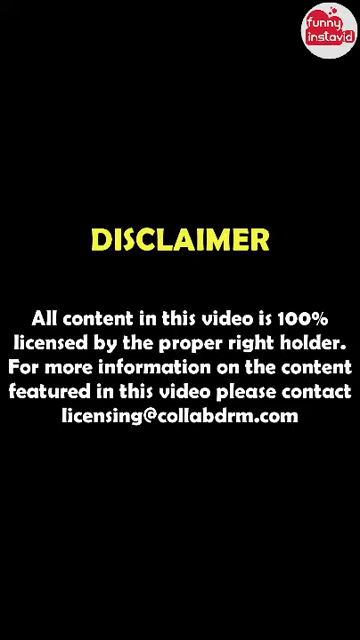 funny
instavid
DISCLAIMER
All content in this video is 100%
licensed by the proper right holder.
For more information on the content
featured in this video please contact
licensing@collabdrm.com